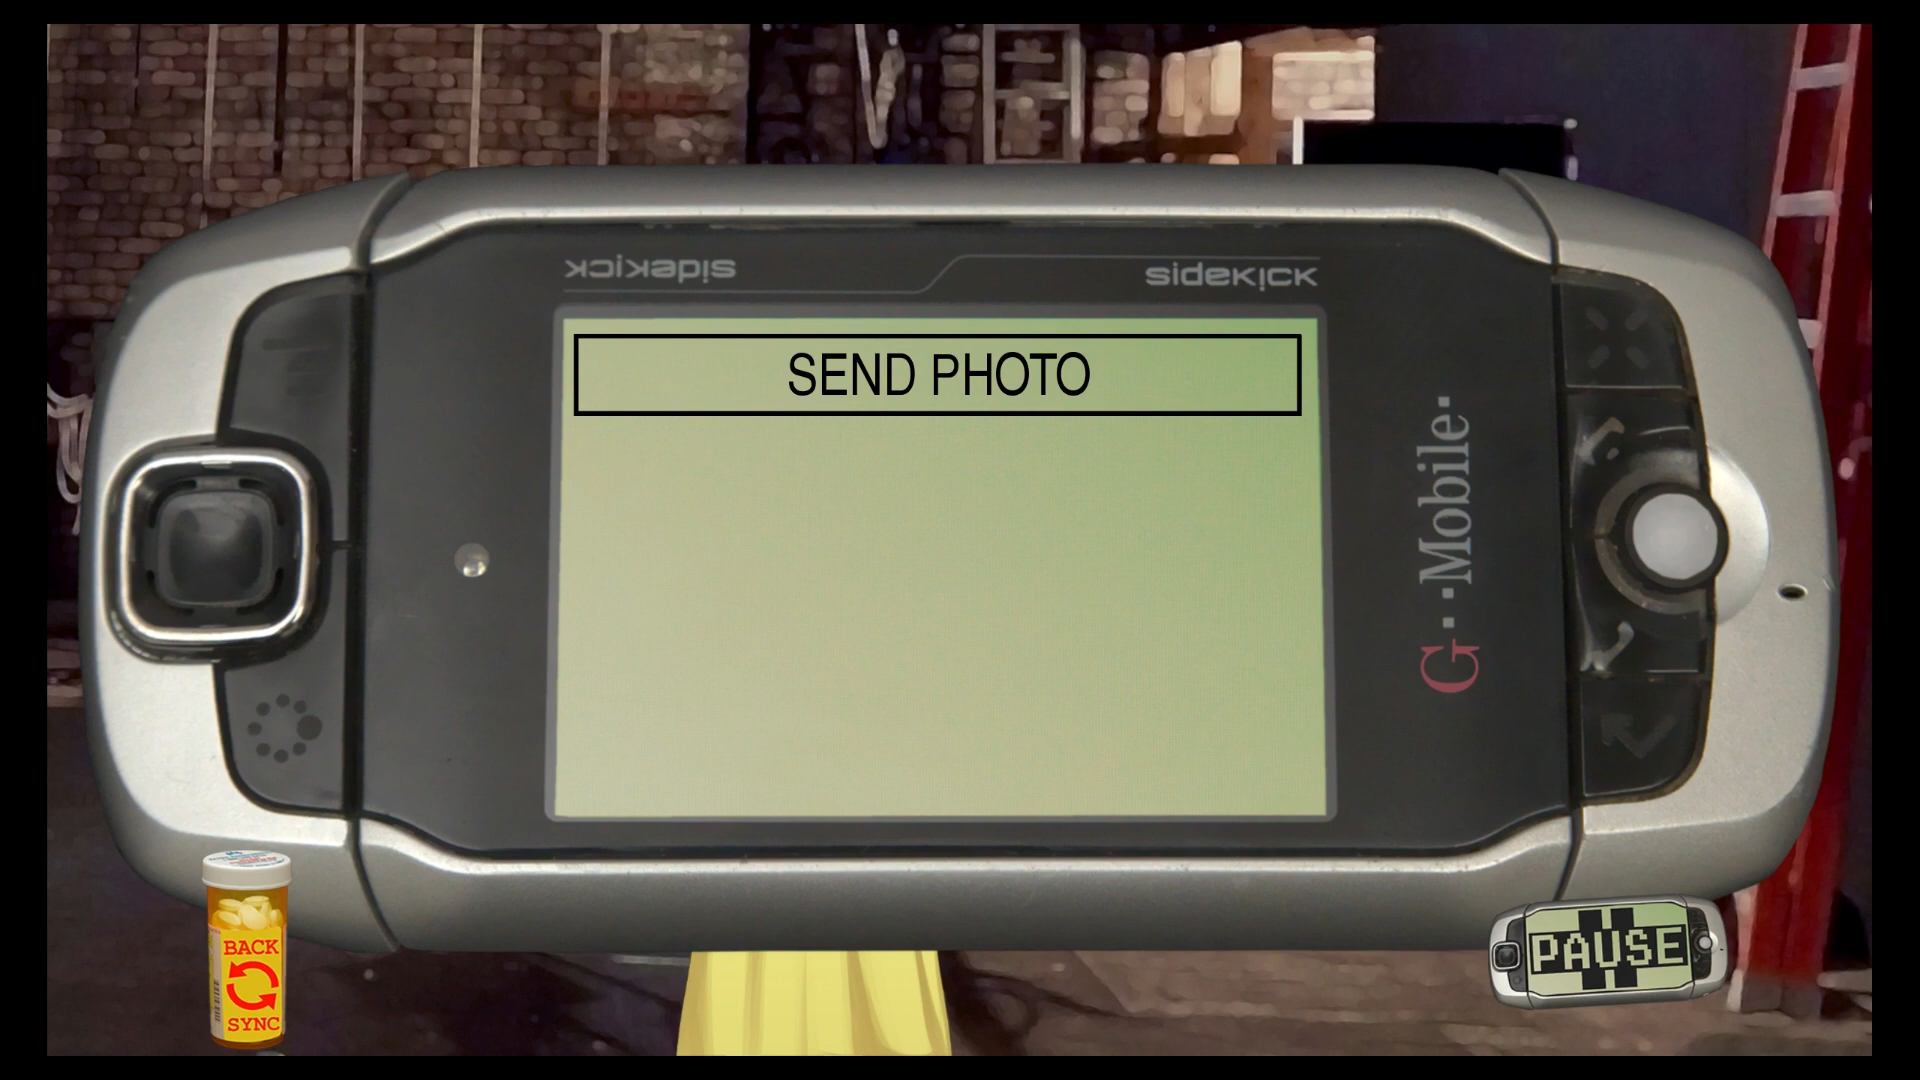 sidekick
sidekick
SEND PHOTO
G··Mobile·
BACK
SYNC
PAUSE